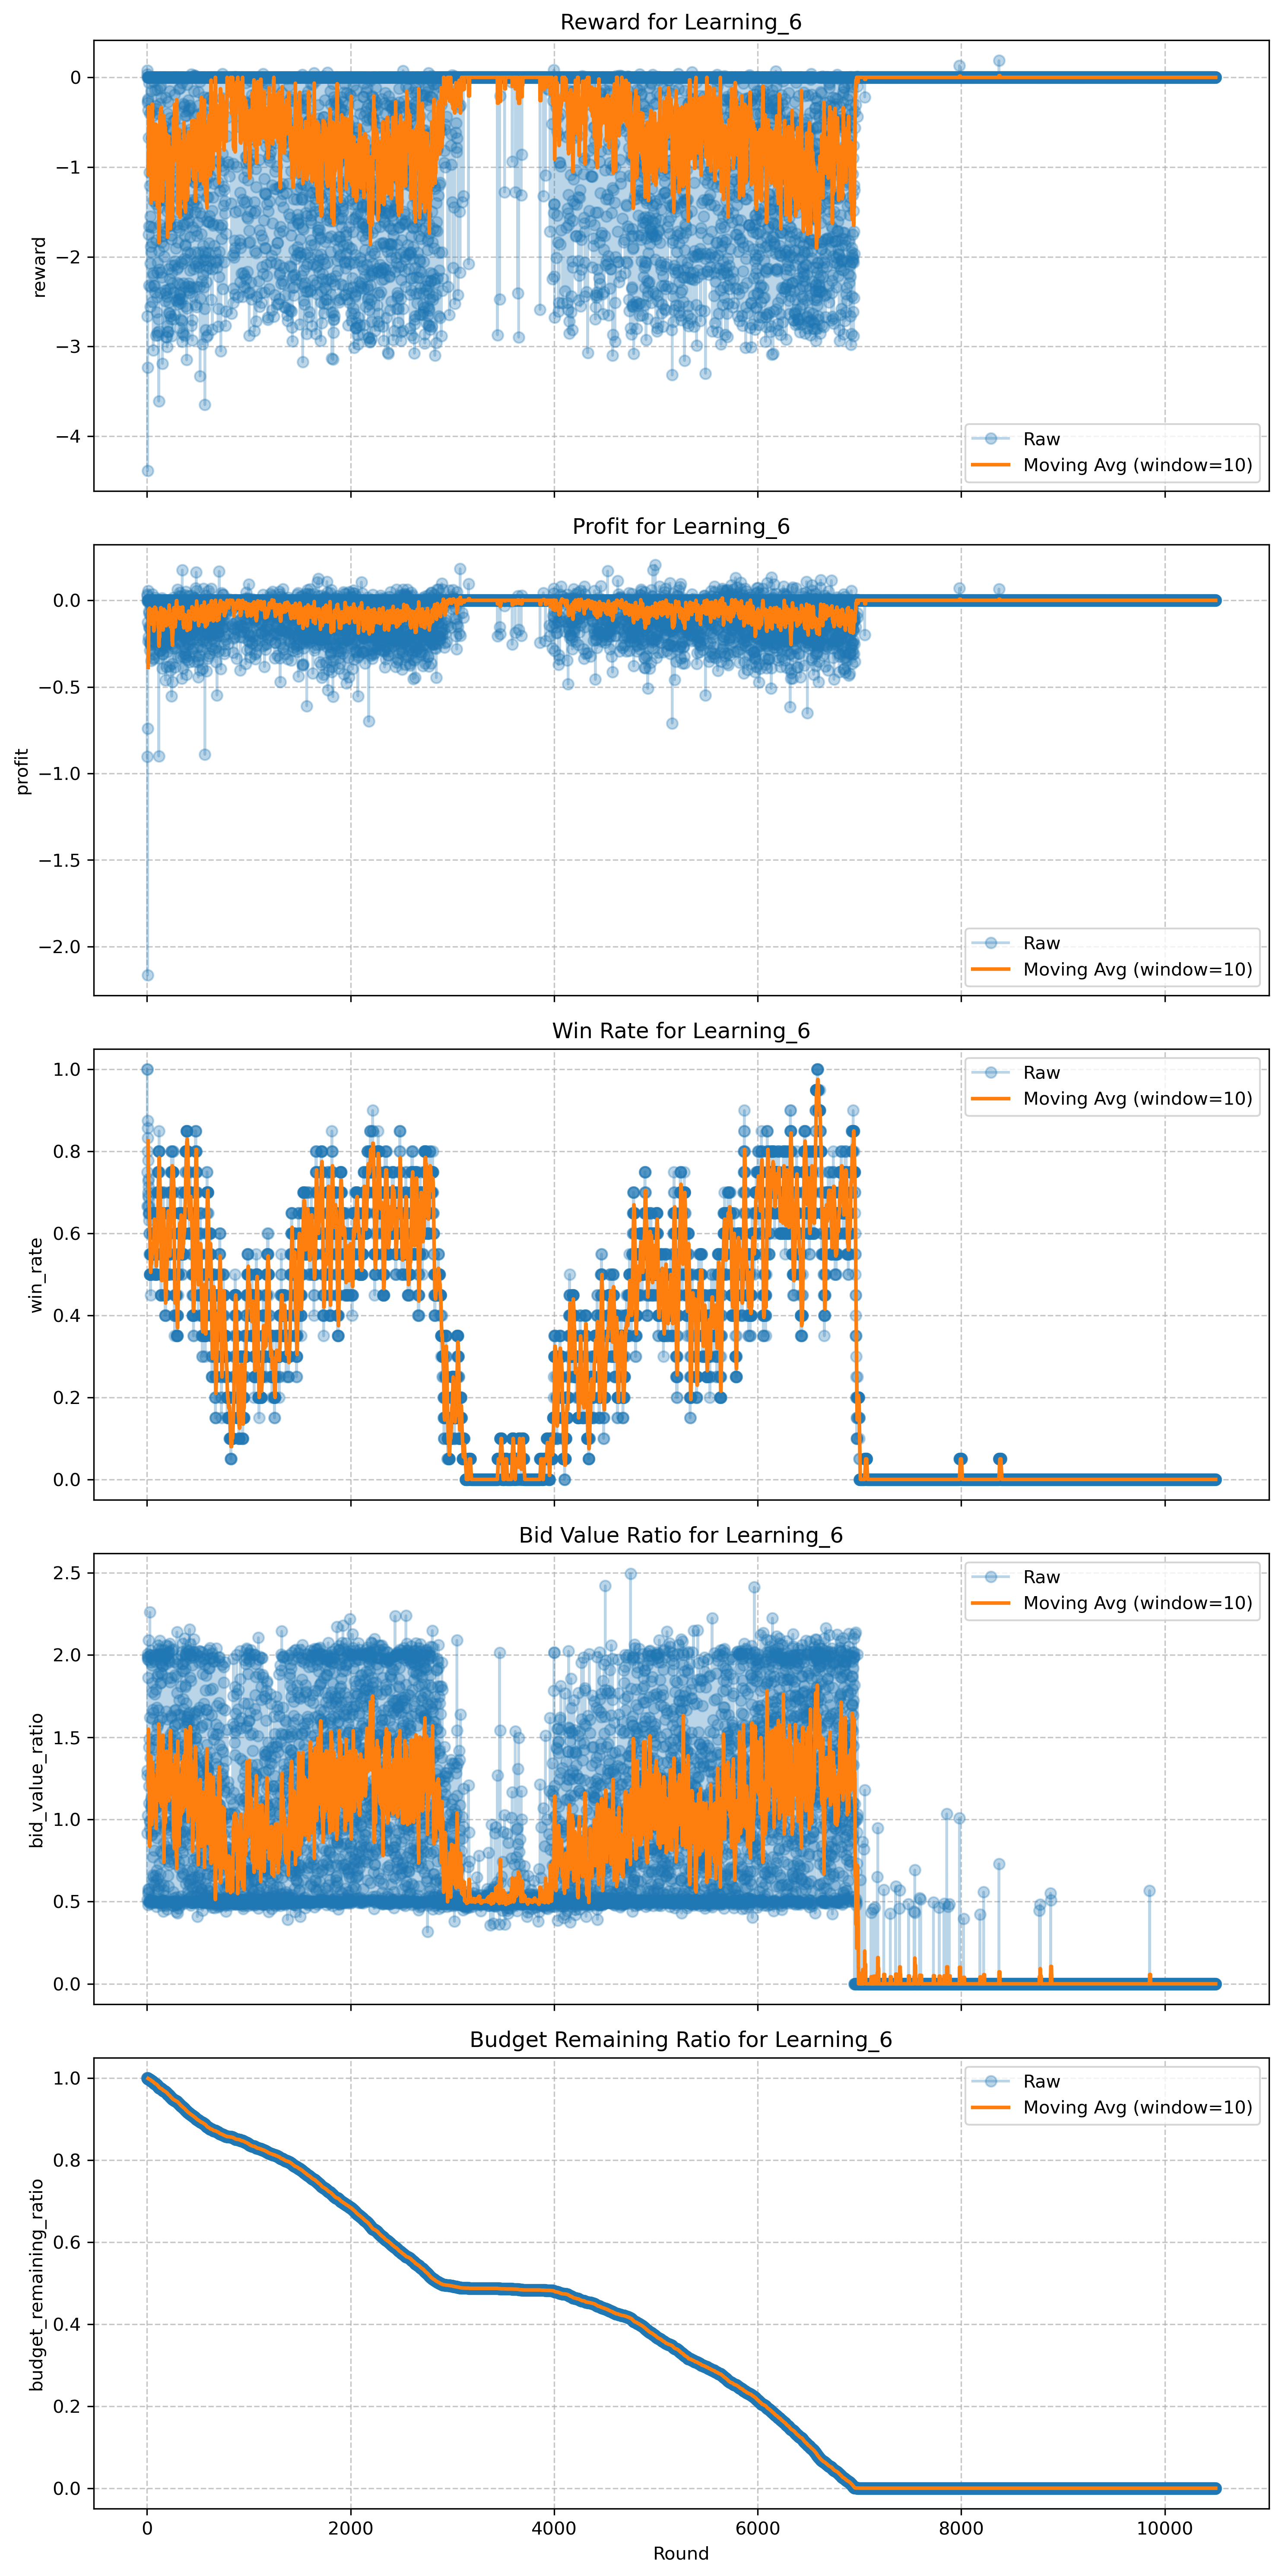 Reward for Learning_6
0
−1
−2
−3
−4
reward
Raw
Moving Avg (window=10)
Profit for Learning_6
0.0
−0.5
−1.0
−1.5
−2.0
profit
Raw
Moving Avg (window=10)
Win Rate for Learning_6
1.0
0.8
0.6
0.4
0.2
0.0
win_rate
Raw
Moving Avg (window=10)
Bid Value Ratio for Learning_6
2.5
2.0
1.5
1.0
0.5
0.0
bid_value_ratio
Raw
Moving Avg (window=10)
Budget Remaining Ratio for Learning_6
1.0
0.8
0.6
0.4
0.2
0.0
budget_remaining_ratio
Raw
Moving Avg (window=10)
0 2000 4000 6000 8000 10000
Round